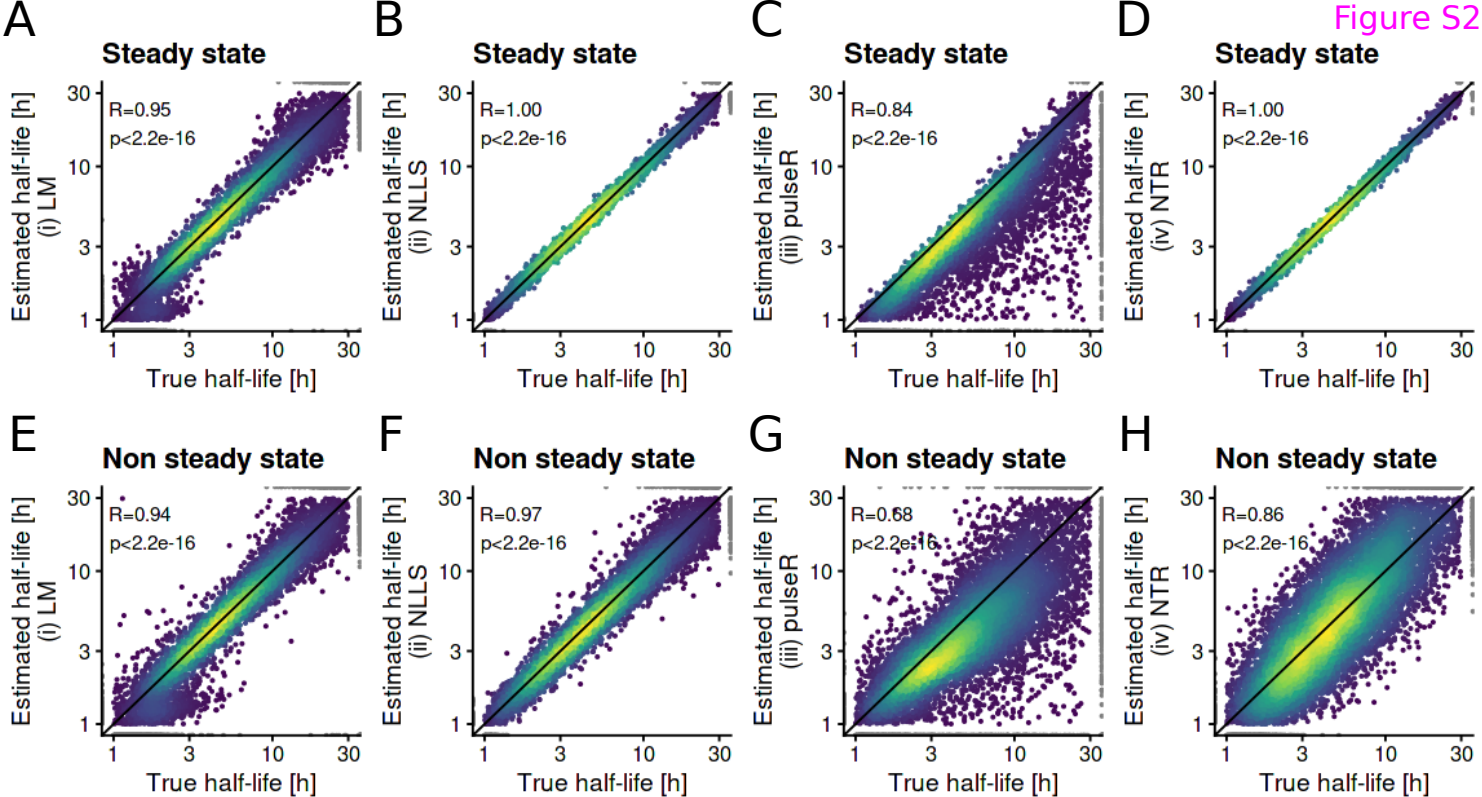 Figure S2
A
Steady state
R=0.95
p<2.2e-16
Estimated half-life [h]
(i) LM
30
10
3
1
1 3 10 30
True half-life [h]
B
Steady state
R=1.00
p<2.2e-16
Estimated half-life [h]
(ii) NLLS
30
10
3
1
1 3 10 30
True half-life [h]
C
Steady state
R=0.84
p<2.2e-16
Estimated half-life [h]
(iii) pulseR
30
10
3
1
1 3 10 30
True half-life [h]
D
Steady state
R=1.00
p<2.2e-16
Estimated half-life [h]
(iv) NTR
30
10
3
1
1 3 10 30
True half-life [h]
E
Non steady state
R=0.94
p<2.2e-16
Estimated half-life [h]
(i) LM
30
10
3
1
1 3 10 30
True half-life [h]
F
Non steady state
R=0.97
p<2.2e-16
Estimated half-life [h]
(ii) NLLS
30
10
3
1
1 3 10 30
True half-life [h]
G
Non steady state
R=0.68
p<2.2e-16
Estimated half-life [h]
(iii) pulseR
30
10
3
1
1 3 10 30
True half-life [h]
H
Non steady state
R=0.86
p<2.2e-16
Estimated half-life [h]
(iv) NTR
30
10
3
1
1 3 10 30
True half-life [h]